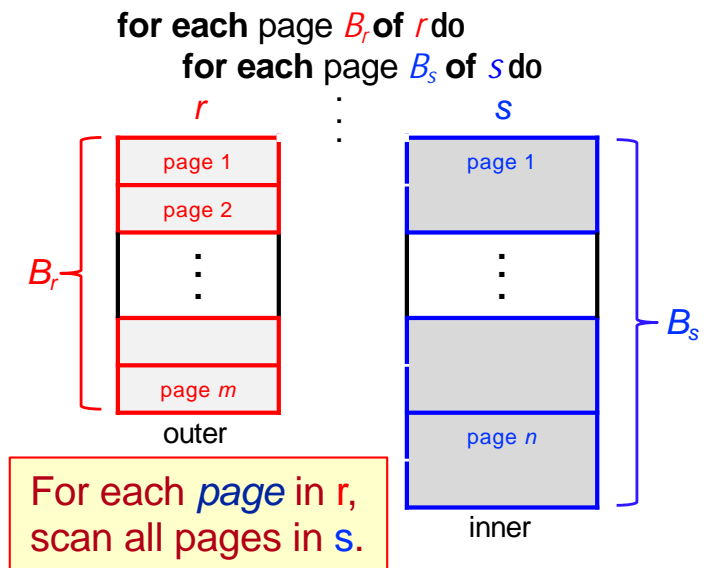 for each page Br of r do
for each page Bs of s do
r
s
page 1
page 2
Br
page m
outer
page 1
page n
Bs
inner
For each page in r,
scan all pages in s.